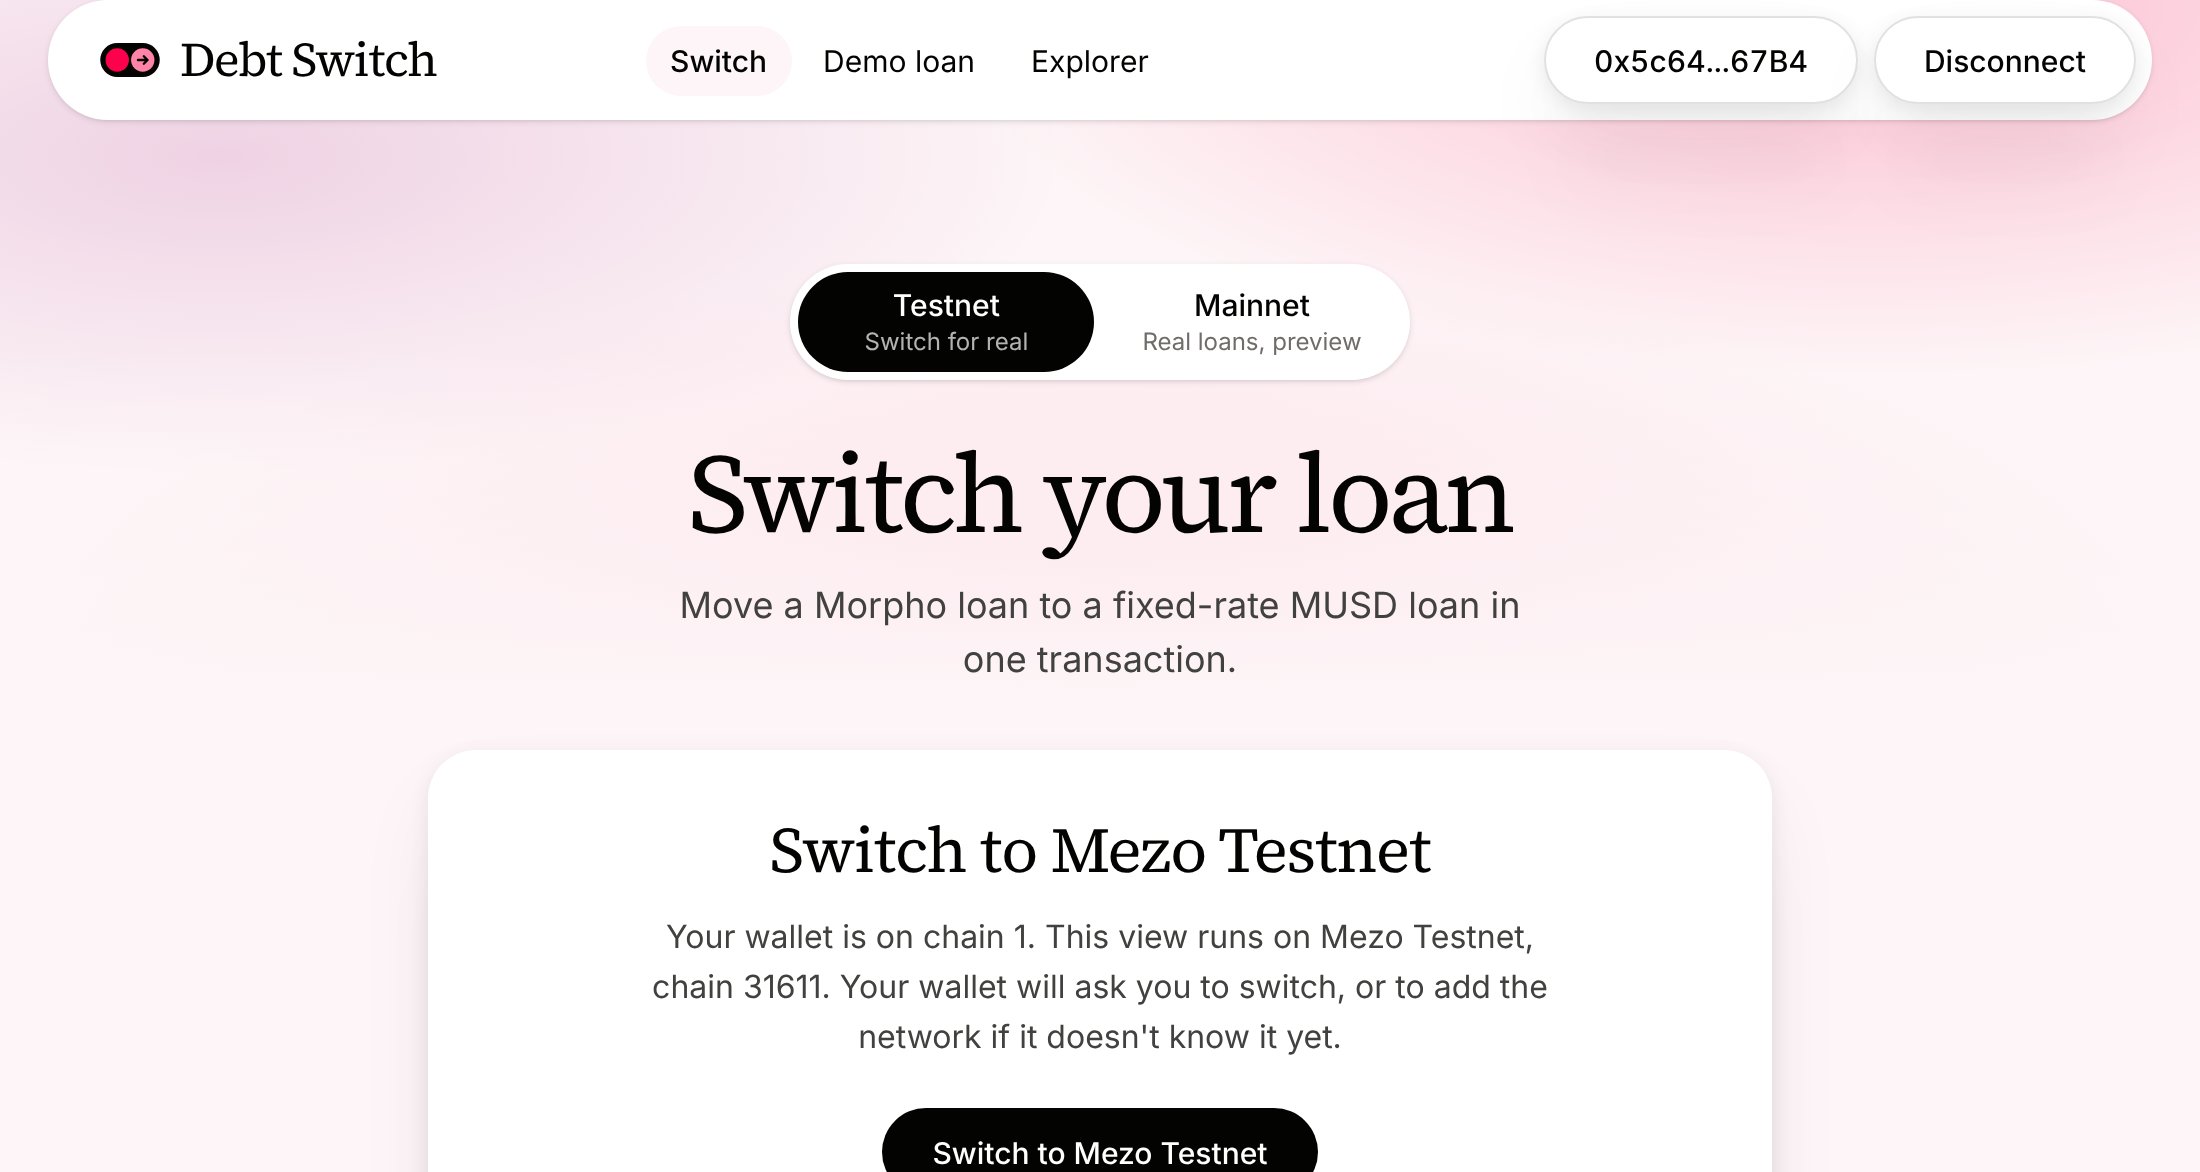 Debt Switch
Switch
Demo loan
Explorer
0x5c64...67B4
Disconnect
Testnet
Switch for real
Mainnet
Real loans, preview
Switch your loan
Move a Morpho loan to a fixed-rate MUSD loan in
one transaction.
Switch to Mezo Testnet
Your wallet is on chain 1. This view runs on Mezo Testnet,
chain 31611. Your wallet will ask you to switch, or to add the
network if it doesn't know it yet.
Switch to Mezo Testnet